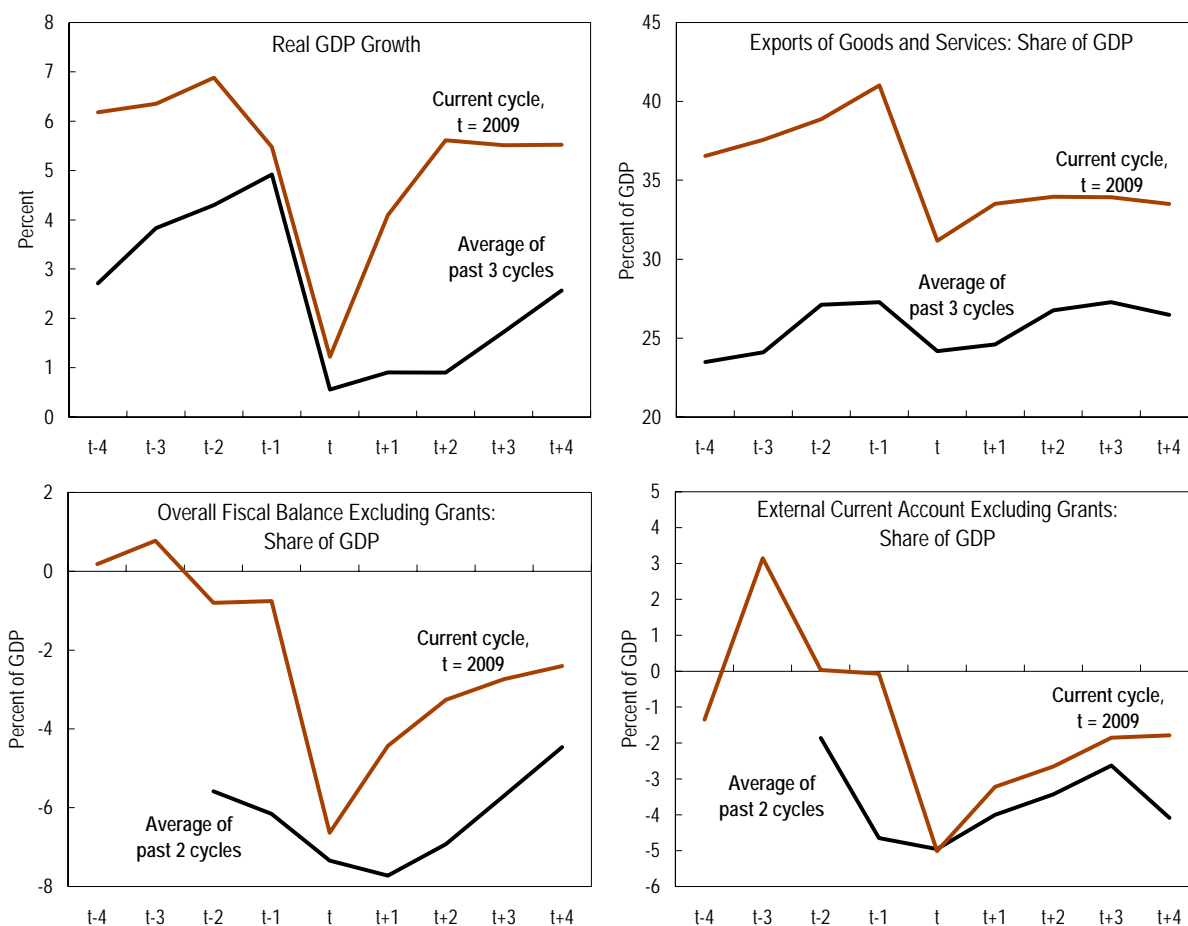 Real GDP Growth
Percent
8
7
6
5
4
3
2
1
0
Current cycle,
t = 2009
Average of
past 3 cycles
t-4 t-3 t-2 t-1 t t+1 t+2 t+3 t+4
Exports of Goods and Services: Share of GDP
Percent of GDP
45
40
35
30
25
20
Current cycle,
t = 2009
Average of
past 3 cycles
t-4 t-3 t-2 t-1 t t+1 t+2 t+3 t+4
Overall Fiscal Balance Excluding Grants:
Share of GDP
Percent of GDP
2
0
-2
-4
-6
-8
Current cycle,
t = 2009
Average of
past 2 cycles
t-4 t-3 t-2 t-1 t t+1 t+2 t+3 t+4
External Current Account Excluding Grants:
Share of GDP
Percent of GDP
5
4
3
2
1
0
-1
-2
-3
-4
-5
-6
Current cycle,
t = 2009
Average of
past 2 cycles
t-4 t-3 t-2 t-1 t t+1 t+2 t+3 t+4